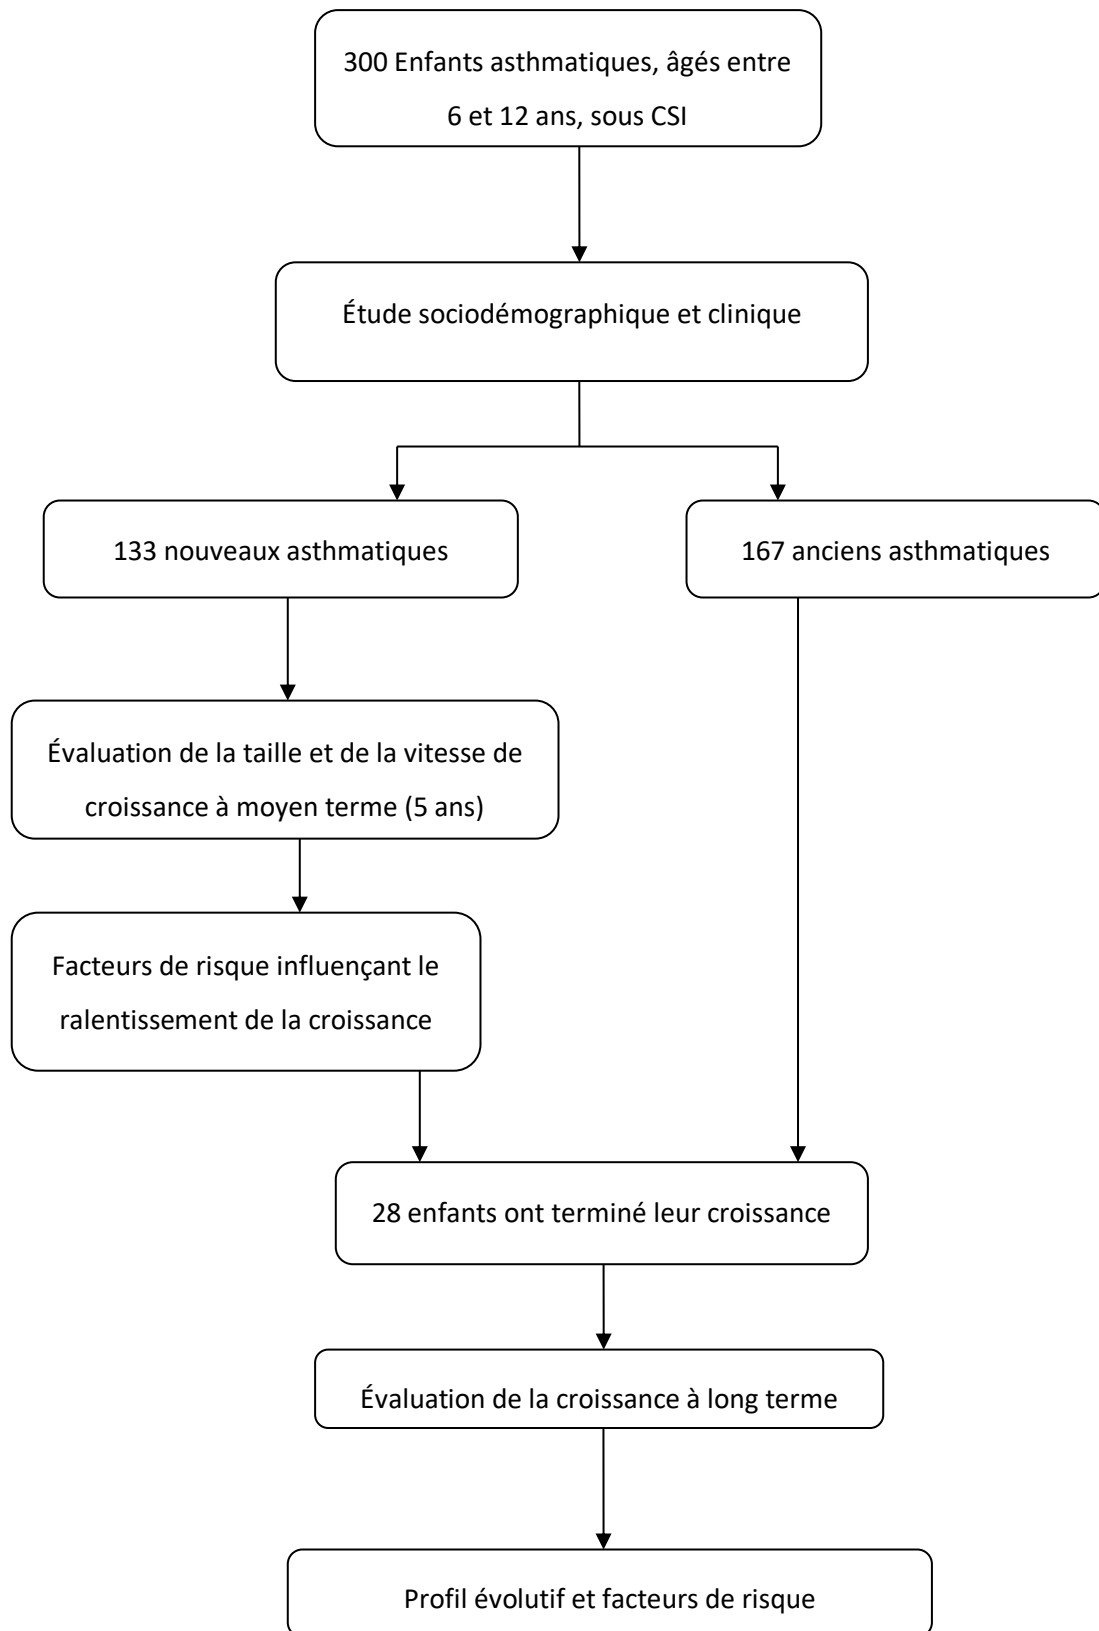 300 Enfants asthmatiques, âgés entre
6 et 12 ans, sous CSI
Étude sociodémographique et clinique
133 nouveaux asthmatiques
167 anciens asthmatiques
Évaluation de la taille et de la vitesse de
croissance à moyen terme (5 ans)
Facteurs de risque influençant le
ralentissement de la croissance
28 enfants ont terminé leur croissance
Évaluation de la croissance à long terme
Profil évolutif et facteurs de risque